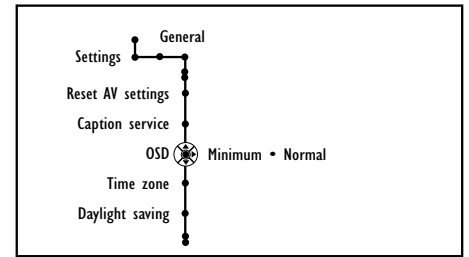 General
Settings
Reset AV settings
Caption service
OSD Minimum • Normal
Time zone
Daylight saving